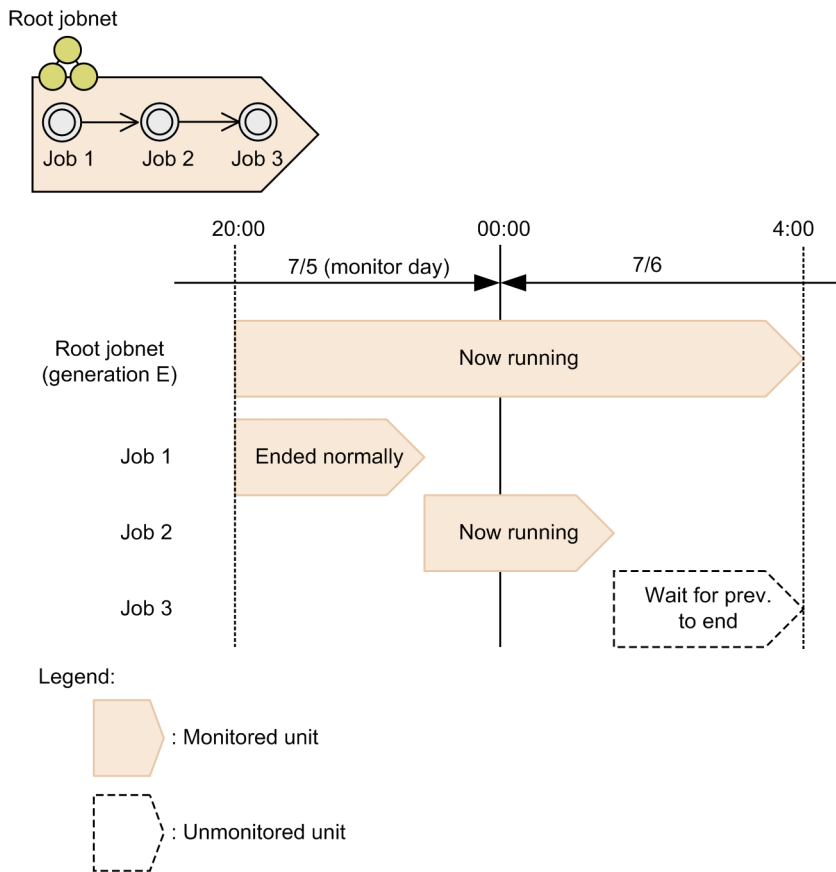 Root jobnet
Job 1 Job 2 Job 3
20:00 00:00 4:00
7/5 (monitor day) 7/6
Root jobnet
(generation E)
Now running
Job 1
Ended normally
Job 2
Now running
Job 3
Wait for prev.
to end
Legend:
: Monitored unit
: Unmonitored unit